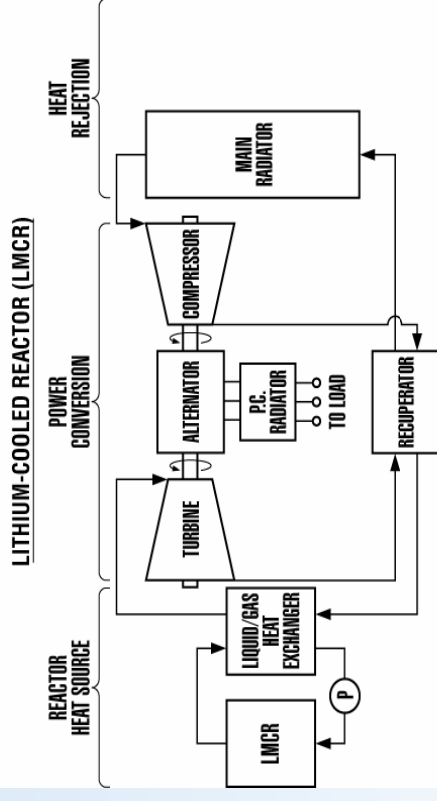 LITHIUM-COOLED REACTOR (LMCR)
REACTOR
HEAT SOURCE
POWER
CONVERSION
HEAT
REJECTION
LMCR
P
LIQUID/GAS
HEAT
EXCHANGER
TURBINE
ALTERNATOR
COMPRESSOR
P.C.
RADIATOR
TO LOAD
RECUPERATOR
MAIN
RADIATOR